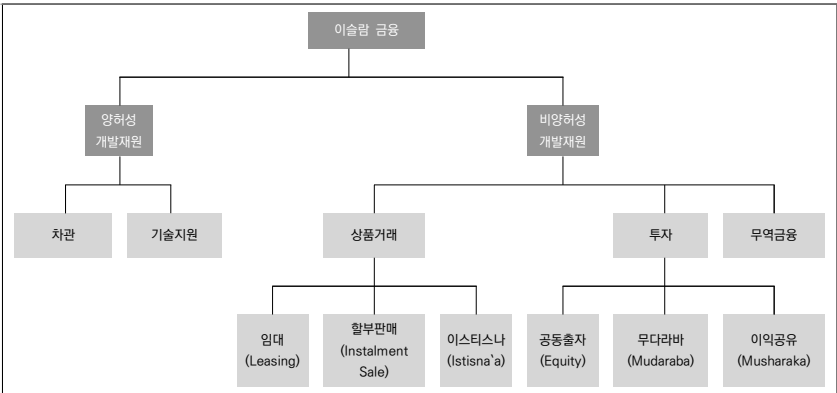 이슬람 금융
양허성
개발재원
비양허성
개발재원
차관
기술지원
상품거래
투자
무역금융
임대
(Leasing)
할부판매
(Instalment
Sale)
이스티스나
(Istisna`a)
공동출자
(Equity)
무다라바
(Mudaraba)
이익공유
(Musharaka)